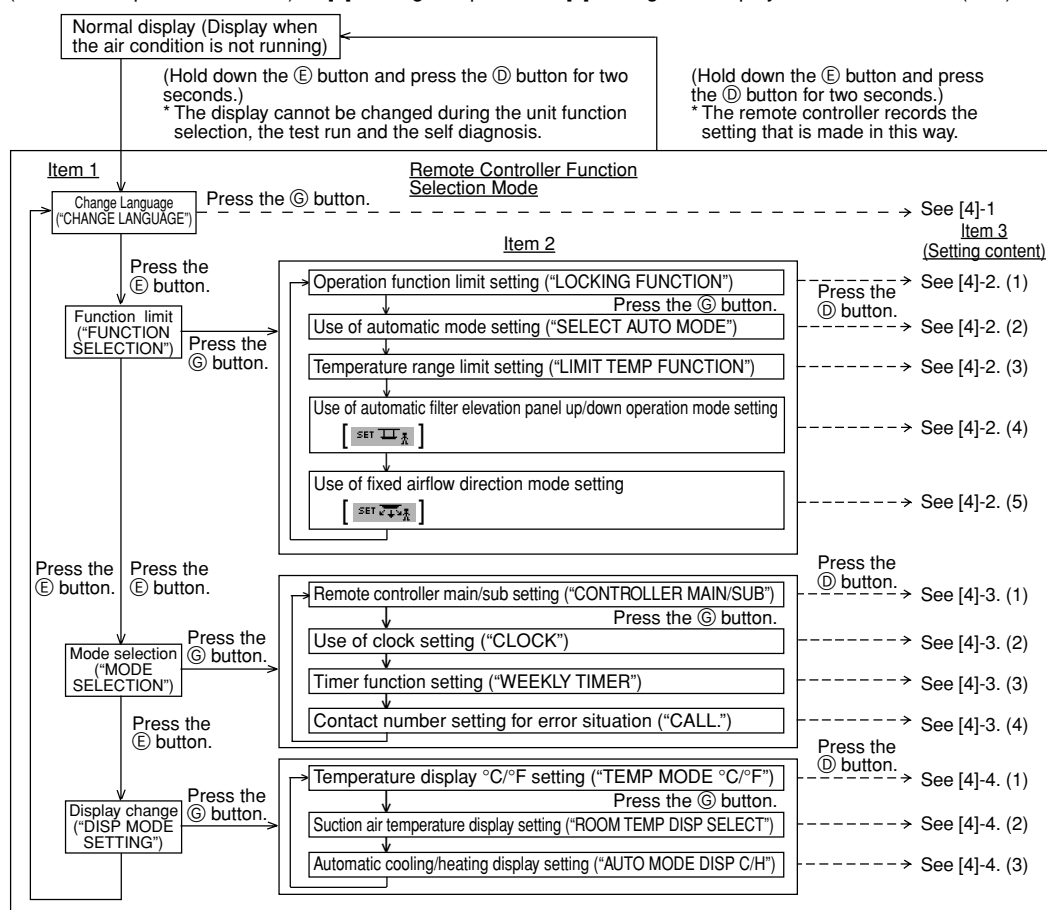 Normal display (Display when
the air condition is not running)
(Hold down the Ⓔ button and press the Ⓓ button for two
seconds.)
* The display cannot be changed during the unit function
selection, the test run and the self diagnosis.
(Hold down the Ⓔ button and press
the Ⓓ button for two seconds.)
* The remote controller records the
setting that is made in this way.
Item 1
Remote Controller Function
Selection Mode
Change Language
(“CHANGE LANGUAGE”)
Press the Ⓖ button.
See [4]-1
Item 2
Item 3
(Setting content)
Press the
Ⓔ button.
Function limit
(“FUNCTION
SELECTION”)
Press the
Ⓖ button.
Operation function limit setting (“LOCKING FUNCTION”)
Press the Ⓖ button.
Use of automatic mode setting (“SELECT AUTO MODE”)
Temperature range limit setting (“LIMIT TEMP FUNCTION”)
Use of automatic filter elevation panel up/down operation mode setting
[ SET ]
Use of fixed airflow direction mode setting
[ SET ]
Press the
Ⓓ button.
See [4]-2. (1)
See [4]-2. (2)
See [4]-2. (3)
See [4]-2. (4)
See [4]-2. (5)
Press the
Ⓔ button.
Press the
Ⓔ button.
Mode selection
(“MODE
SELECTION”)
Press the
Ⓖ button.
Remote controller main/sub setting (“CONTROLLER MAIN/SUB”)
Press the Ⓖ button.
Use of clock setting (“CLOCK”)
Timer function setting (“WEEKLY TIMER”)
Contact number setting for error situation (“CALL.”)
Press the
Ⓓ button.
See [4]-3. (1)
See [4]-3. (2)
See [4]-3. (3)
See [4]-3. (4)
Press the
Ⓔ button.
Display change
(“DISP MODE
SETTING”)
Press the
Ⓖ button.
Temperature display °C/°F setting (“TEMP MODE °C/°F”)
Press the Ⓖ button.
Suction air temperature display setting (“ROOM TEMP DISP SELECT”)
Automatic cooling/heating display setting (“AUTO MODE DISP C/H”)
Press the
Ⓓ button.
See [4]-4. (1)
See [4]-4. (2)
See [4]-4. (3)